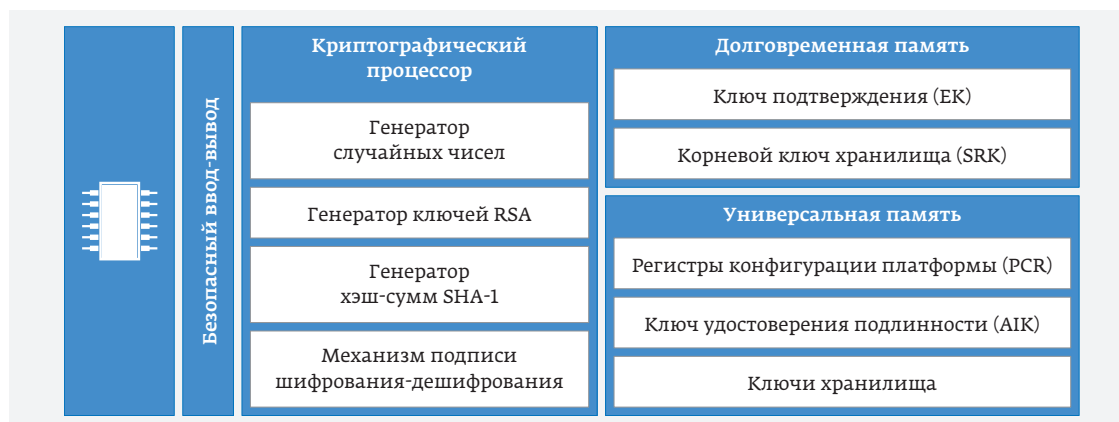 Безопасный ввод-вывод
Криптографический
процессор
Генератор
случайных чисел
Генератор ключей RSA
Генератор
хэш-сумм SHA-1
Механизм подписи
шифрования-дешифрования
Долговременная память
Ключ подтверждения (EK)
Корневой ключ хранилища (SRK)
Универсальная память
Регистры конфигурации платформы (PCR)
Ключ удостоверения подлинности (AIK)
Ключи хранилища